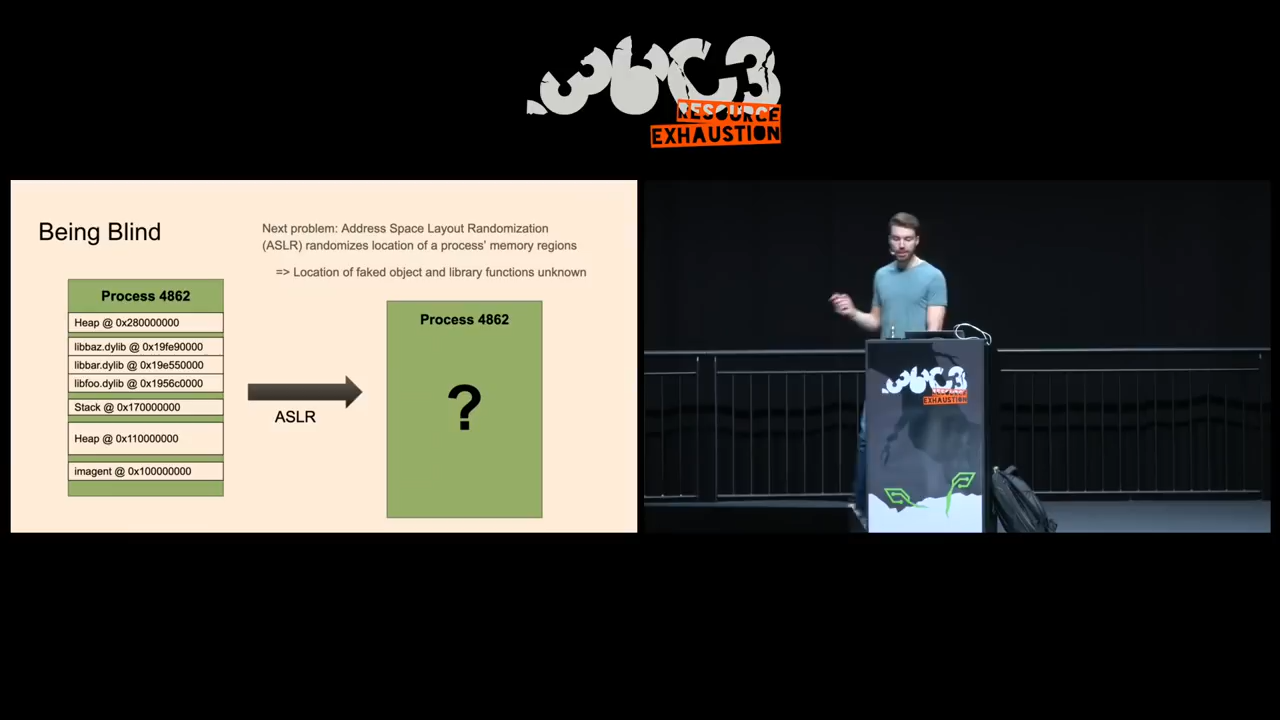 36C3
RESOURCE
EXHAUSTION
Being Blind
Next problem: Address Space Layout Randomization
(ASLR) randomizes location of a process' memory regions
=> Location of faked object and library functions unknown
Process 4862
Heap @ 0x280000000
libbaz.dylib @ 0x19fe90000
libbar.dylib @ 0x19e550000
libfoo.dylib @ 0x1956c0000
Stack @ 0x170000000
Heap @ 0x110000000
imagent @ 0x100000000
ASLR
Process 4862
?
36C3
RESOURCE
EXHAUSTION